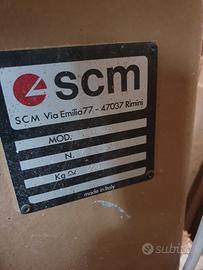 scm
SCM Via Emilia 77 - 47037 Rimini
MOD.
N.
Kg
made in Italy
subito